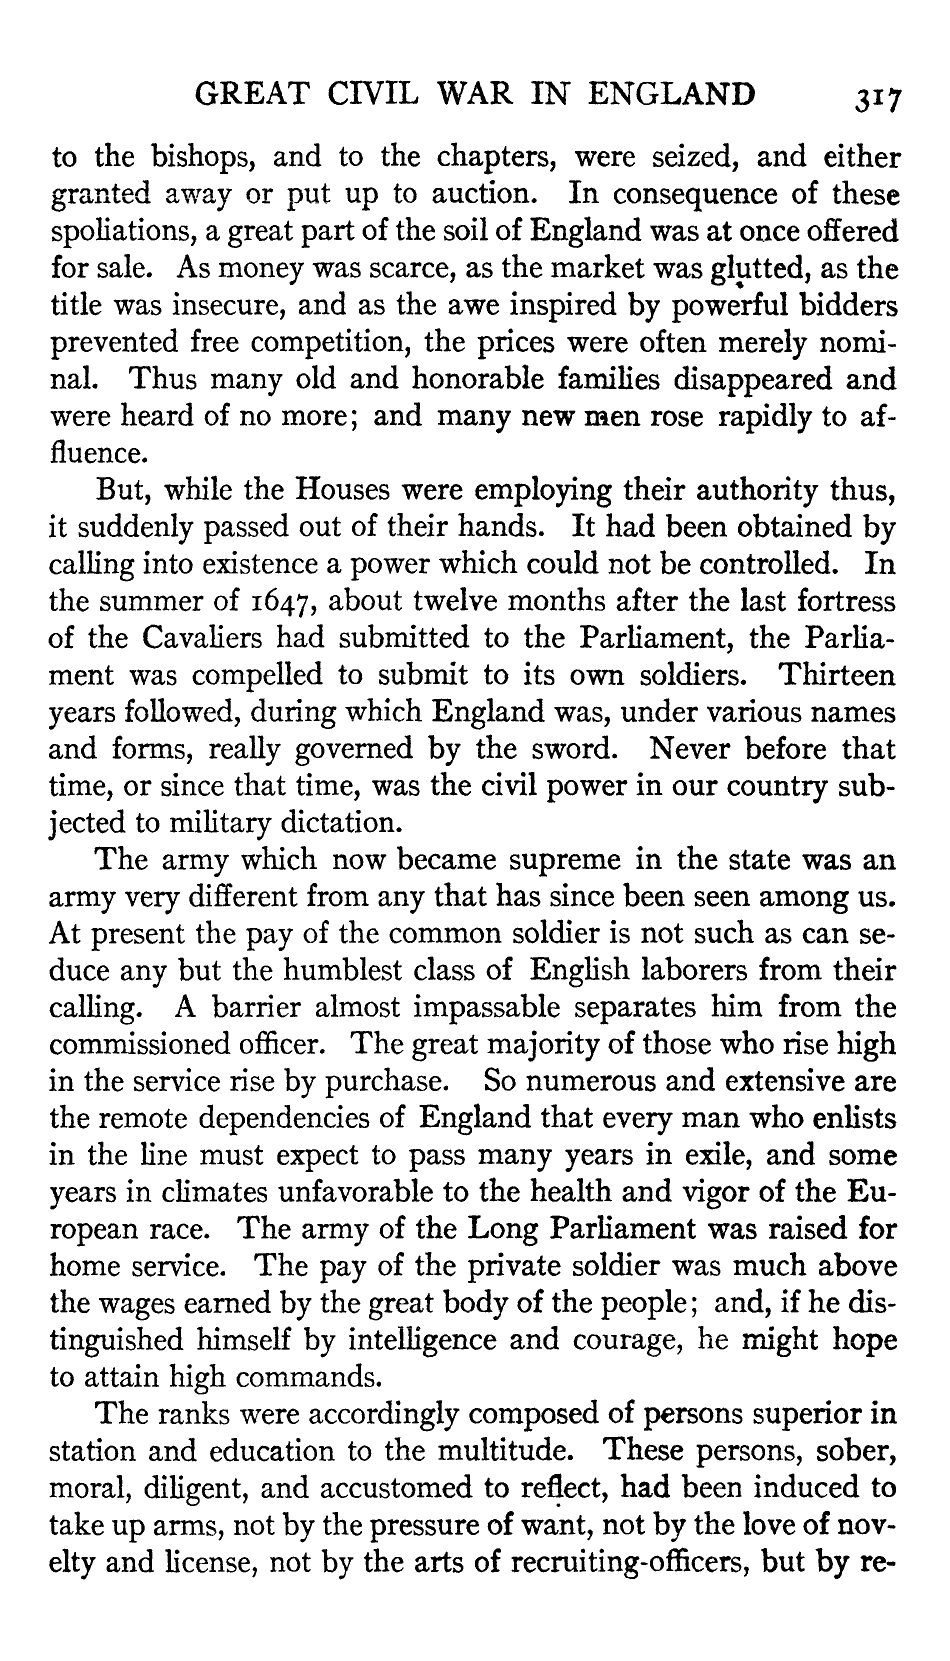 GREAT CIVIL WAR IN ENGLAND 317
to the bishops, and to the chapters, were seized, and either
granted away or put up to auction. In consequence of these
spoliations, a great part of the soil of England was at once offered
for sale. As money was scarce, as the market was glutted, as the
title was insecure, and as the awe inspired by powerful bidders
prevented free competition, the prices were often merely nomi-
nal. Thus many old and honorable families disappeared and
were heard of no more; and many new men rose rapidly to af-
fluence.
But, while the Houses were employing their authority thus,
it suddenly passed out of their hands. It had been obtained by
calling into existence a power which could not be controlled. In
the summer of 1647, about twelve months after the last fortress
of the Cavaliers had submitted to the Parliament, the Parlia-
ment was compelled to submit to its own soldiers. Thirteen
years followed, during which England was, under various names
and forms, really governed by the sword. Never before that
time, or since that time, was the civil power in our country sub-
jected to military dictation.
The army which now became supreme in the state was an
army very different from any that has since been seen among us.
At present the pay of the common soldier is not such as can se-
duce any but the humblest class of English laborers from their
calling. A barrier almost impassable separates him from the
commissioned officer. The great majority of those who rise high
in the service rise by purchase. So numerous and extensive are
the remote dependencies of England that every man who enlists
in the line must expect to pass many years in exile, and some
years in climates unfavorable to the health and vigor of the Eu-
ropean race. The army of the Long Parliament was raised for
home service. The pay of the private soldier was much above
the wages earned by the great body of the people; and, if he dis-
tinguished himself by intelligence and courage, he might hope
to attain high commands.
The ranks were accordingly composed of persons superior in
station and education to the multitude. These persons, sober,
moral, diligent, and accustomed to reflect, had been induced to
take up arms, not by the pressure of want, not by the love of nov-
elty and license, not by the arts of recruiting-officers, but by re-